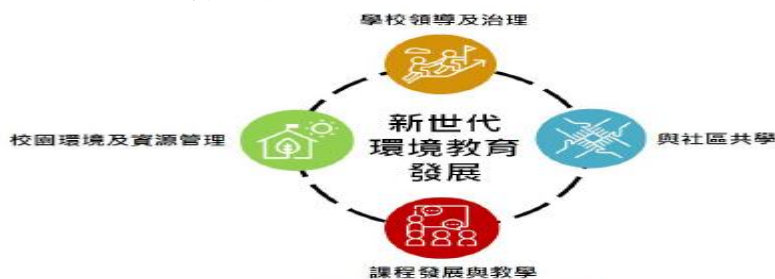 學校領導及治理
新世代
環境教育
發展
校園環境及資源管理
與社區共學
課程發展與教學